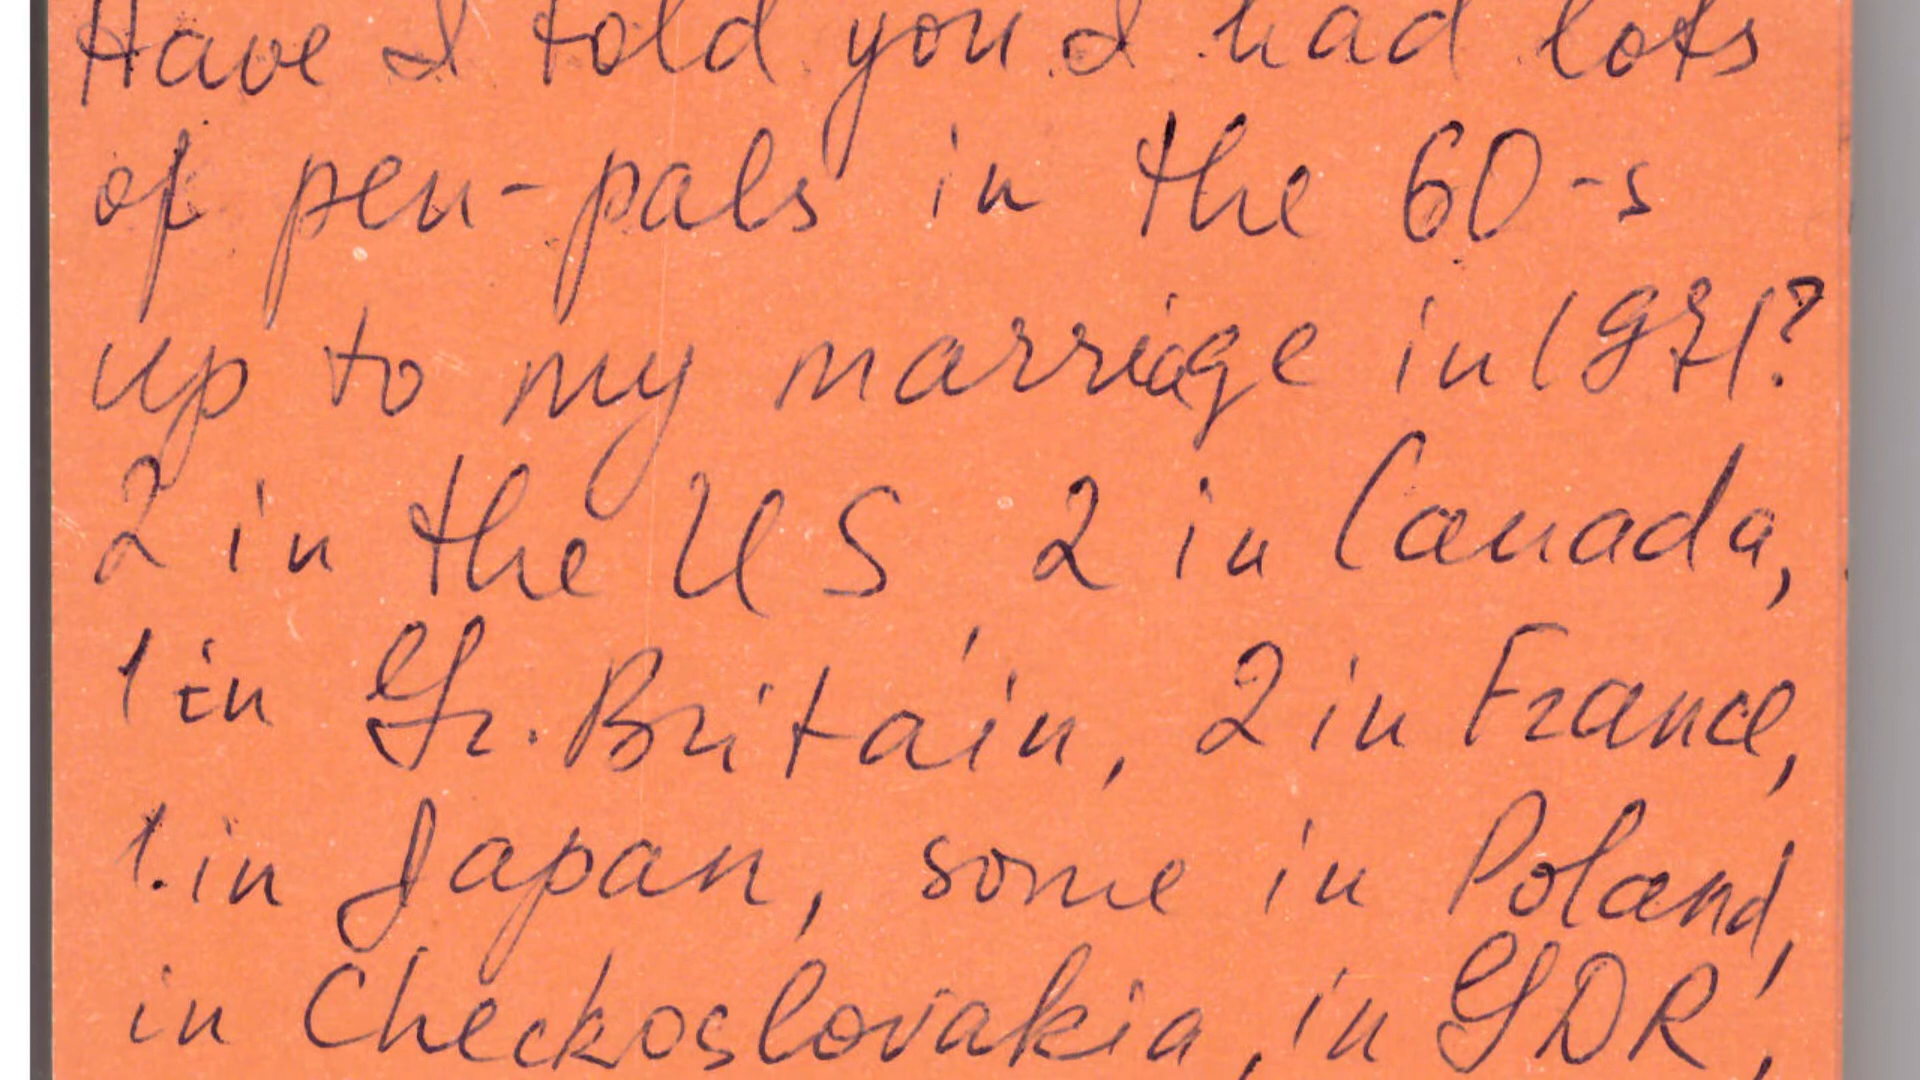 Have I told you I had lots
of pen-pals in the 60-s
up to my marriage in 1971?
2 in the US 2 in Canada,
1 in Gr. Britain, 2 in France,
1.in Japan, some in Poland,
in Checkoslovakia, in GDR,